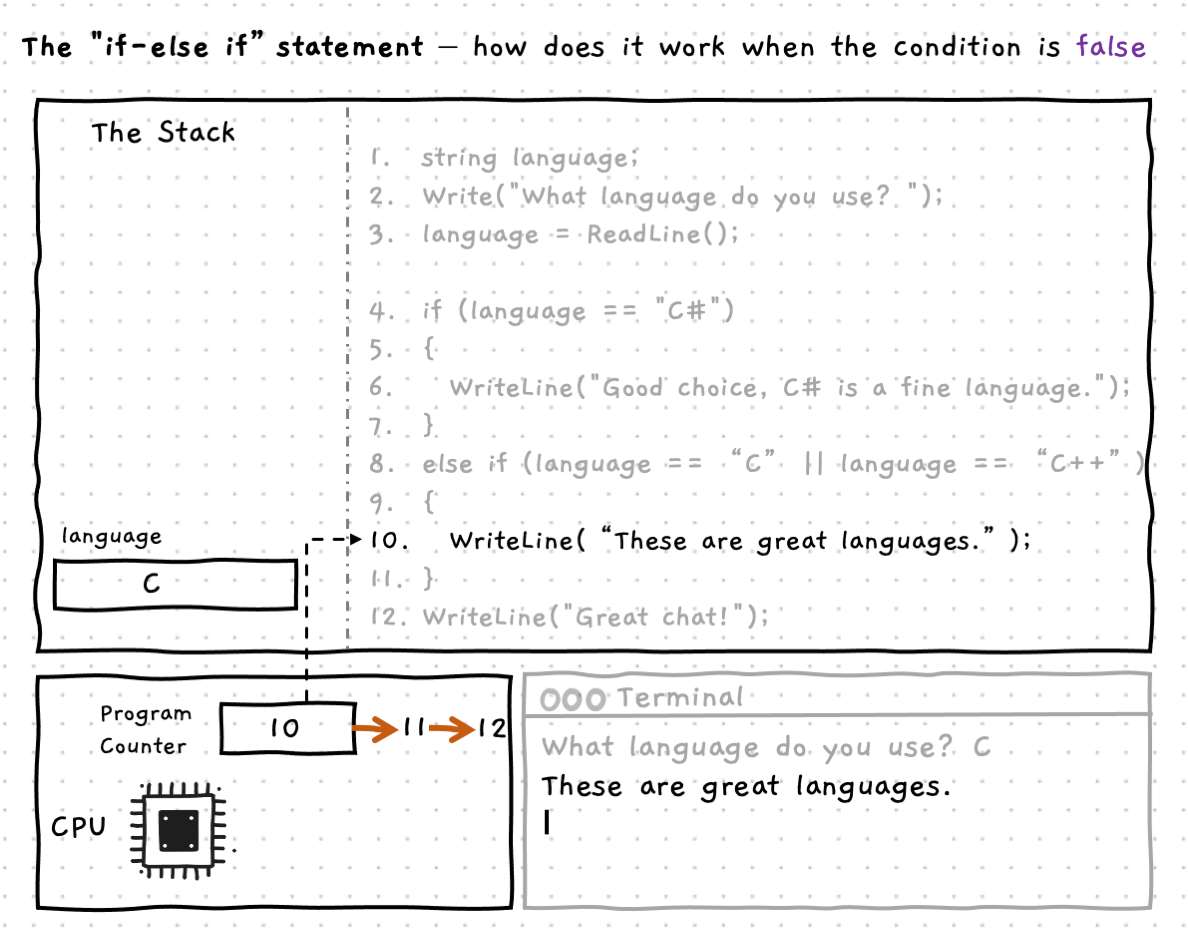 The "if-else if” statement – how does it work when the condition is false
The Stack
1. string language;
2. Write("What language do you use? ");
3. language = ReadLine();
4. if (language == "C#")
5. {
6. WriteLine("Good choice, C# is a fine language.");
7. }
8. else if (language == “C” || language == “C++” )
9. {
10. WriteLine( “These are great languages.” );
11. }
12. WriteLine("Great chat!");
language
C
Program
Counter
10 11 12
CPU
Terminal
What language do you use? C
These are great languages.